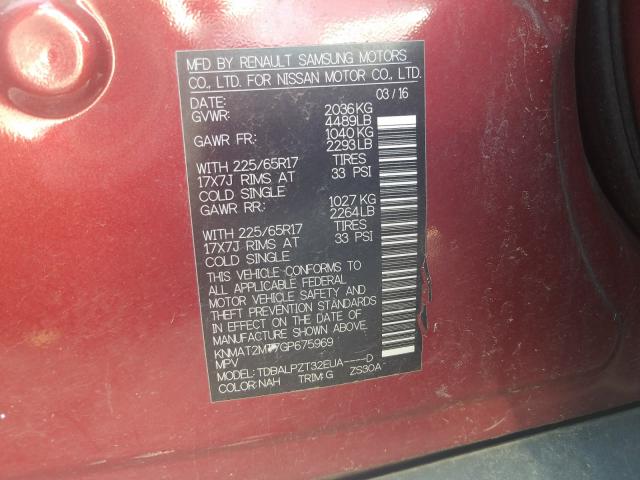 MFD BY RENAULT SAMSUNG MOTORS
CO., LTD. FOR NISSAN MOTOR CO., LTD.
DATE: 03/16
GVWR: 2036KG
4489LB
GAWR FR: 1040KG
2293LB
WITH 225/65R17 TIRES
17X7J RIMS AT 33 PSI
COLD SINGLE
GAWR RR: 1027KG
2264LB
WITH 225/65R17 TIRES
17X7J RIMS AT 33 PSI
COLD SINGLE
THIS VEHICLE CONFORMS TO
ALL APPLICABLE FEDERAL
MOTOR VEHICLE SAFETY AND
THEFT PREVENTION STANDARDS
IN EFFECT ON THE DATE OF
MANUFACTURE SHOWN ABOVE.
MPV
MODEL: TDBALPZT32EUA----D
COLOR:NAH TRIM:G ZS30A